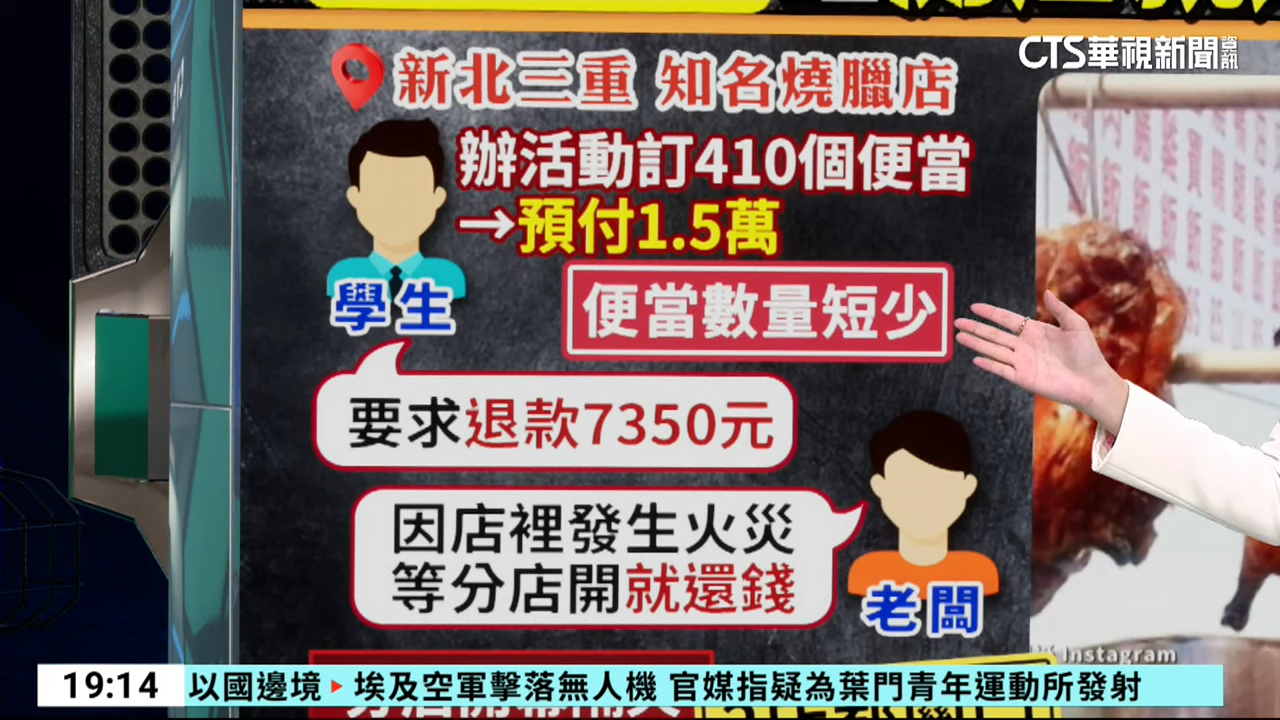 CTS華視新聞資訊
新北三重 知名燒臘店
辦活動訂410個便當
→預付1.5萬
學生
便當數量短少
要求退款7350元
因店裡發生火災
等分店開就還錢
老闆
Instagram
19:14 以國邊境▶埃及空軍擊落無人機 官媒指疑為葉門青年運動所發射